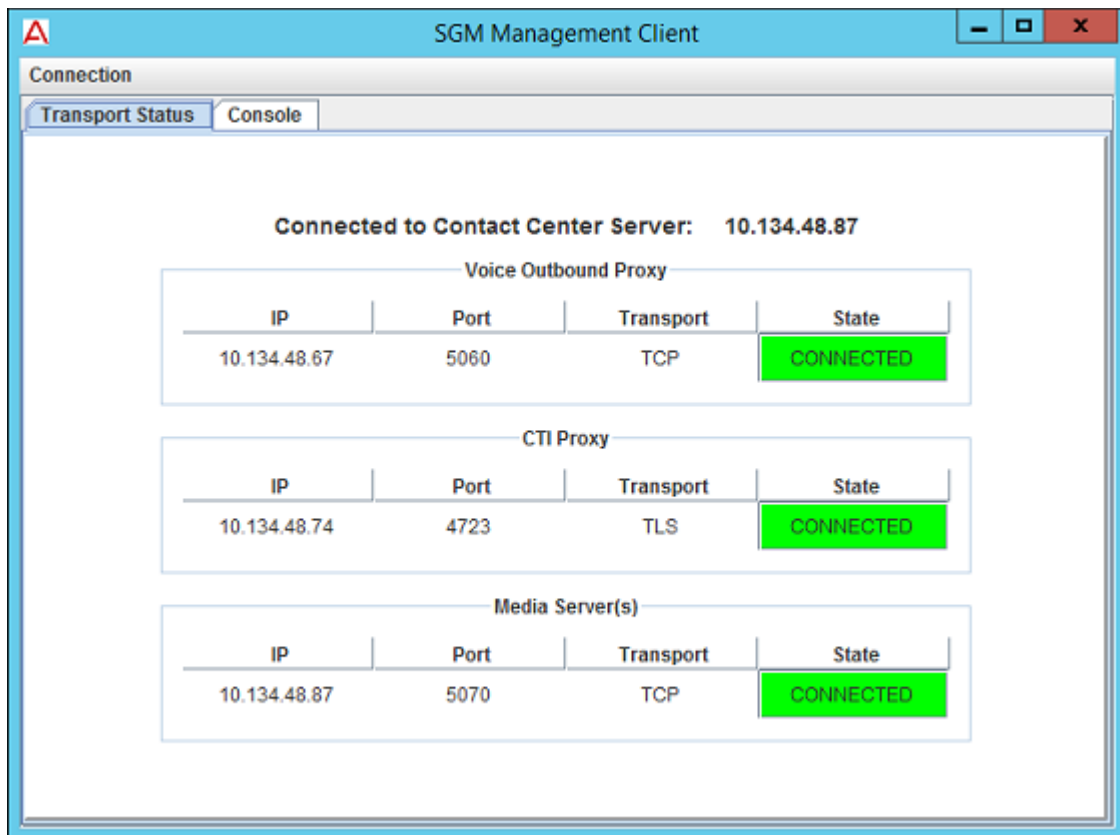 SGM Management Client
Connection
Transport Status Console
Connected to Contact Center Server: 10.134.48.87
Voice Outbound Proxy
IP Port Transport State
10.134.48.67 5060 TCP CONNECTED
CTI Proxy
IP Port Transport State
10.134.48.74 4723 TLS CONNECTED
Media Server(s)
IP Port Transport State
10.134.48.87 5070 TCP CONNECTED